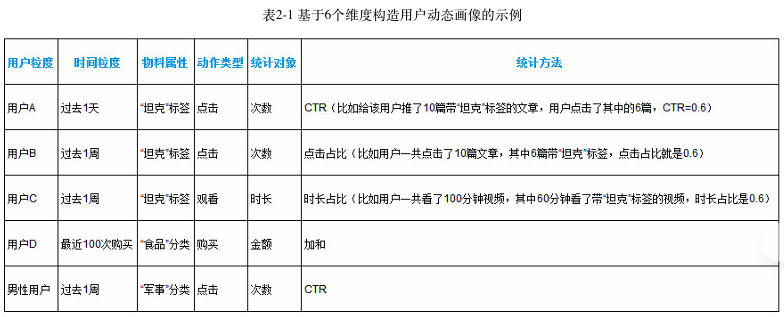 表2-1 基于6个维度构造用户动态画像的示例
用户粒度 时间粒度 物料属性 动作类型 统计对象 统计方法
用户A 过去1天 “坦克”标签 点击 次数 CTR（比如给该用户推了10篇带“坦克”标签的文章，用户点击了其中的6篇，CTR=0.6）
用户B 过去1周 “坦克”标签 点击 次数 点击占比（比如用户一共点击了10篇文章，其中6篇带“坦克”标签，点击占比就是0.6）
用户C 过去1周 “坦克”标签 观看 时长 时长占比（比如用户一共看了100分钟视频，其中60分钟看了带“坦克”标签的视频，时长占比是0.6）
用户D 最近100次购买 “食品”分类 购买 金额 加和
男性用户 过去1周 “军事”分类 点击 次数 CTR